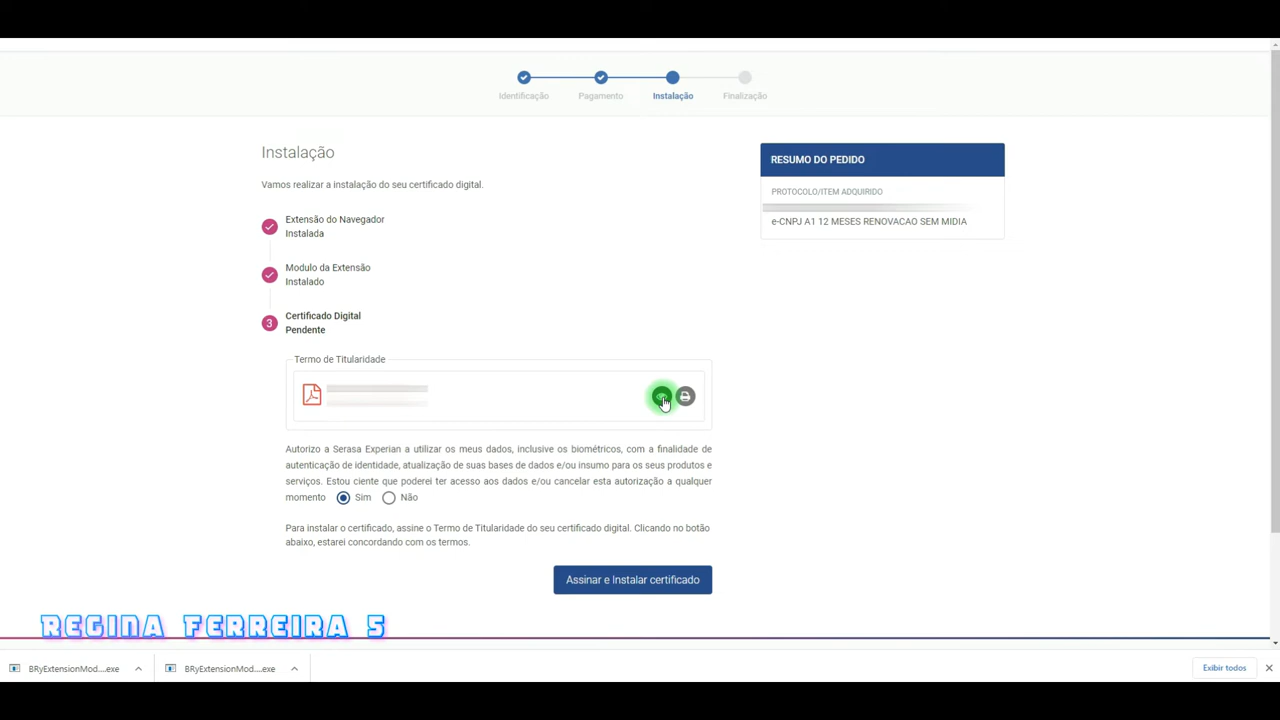 Identificação
Pagamento
Instalação
Finalização
Instalação
Vamos realizar a instalação do seu certificado digital.
Extensão do Navegador
Instalada
Modulo da Extensão
Instalado
3
Certificado Digital
Pendente
Termo de Titularidade
Autorizo a Serasa Experian a utilizar os meus dados, inclusive os biométricos, com a finalidade de
autenticação de identidade, atualização de suas bases de dados e/ou insumo para os seus produtos e
serviços. Estou ciente que poderei ter acesso aos dados e/ou cancelar esta autorização a qualquer
momento Sim Não
Para instalar o certificado, assine o Termo de Titularidade do seu certificado digital. Clicando no botão
abaixo, estarei concordando com os termos.
Assinar e Instalar certificado
RESUMO DO PEDIDO
PROTOCOLO/ITEM ADQUIRIDO
e-CNPJ A1 12 MESES RENOVACAO SEM MIDIA
REGINA FERREIRA 5
BRyExtensionMod....exe
BRyExtensionMod....exe
Exibir todos